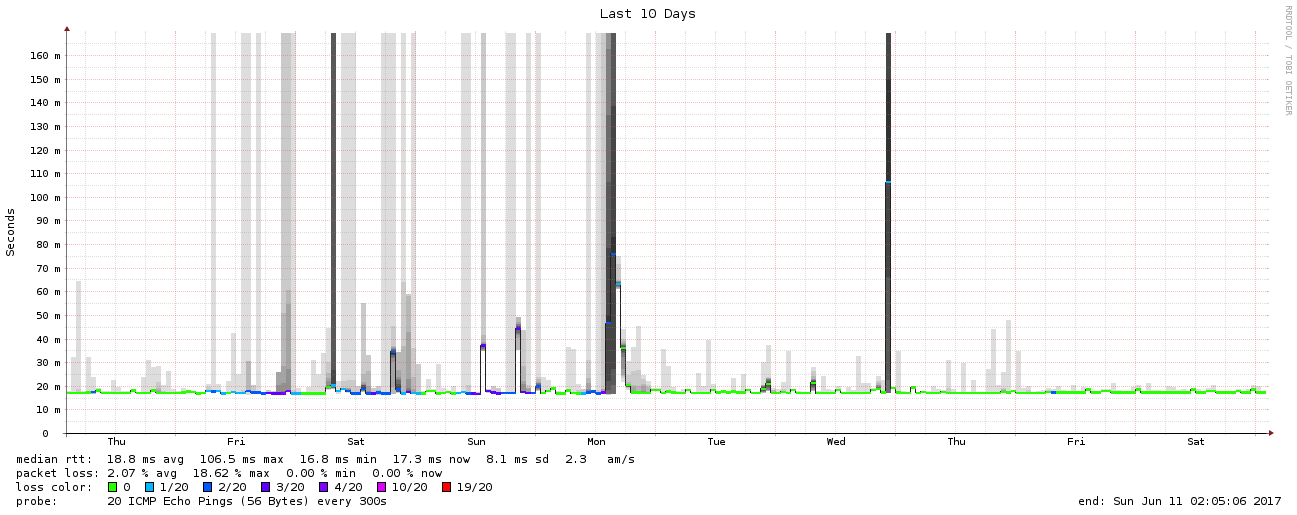 Last 10 Days
RRDTOOL / TOBI OETIKER
Seconds
160 m
150 m
140 m
130 m
120 m
110 m
100 m
90 m
80 m
70 m
60 m
50 m
40 m
30 m
20 m
10 m
0
Thu Fri Sat Sun Mon Tue Wed Thu Fri Sat
median rtt: 18.8 ms avg 106.5 ms max 16.8 ms min 17.3 ms now 8.1 ms sd 2.3 am/s
packet loss: 2.07 % avg 18.62 % max 0.00 % min 0.00 % now
loss color: 0 1/20 2/20 3/20 4/20 10/20 19/20
probe: 20 ICMP Echo Pings (56 Bytes) every 300s end: Sun Jun 11 02:05:06 2017